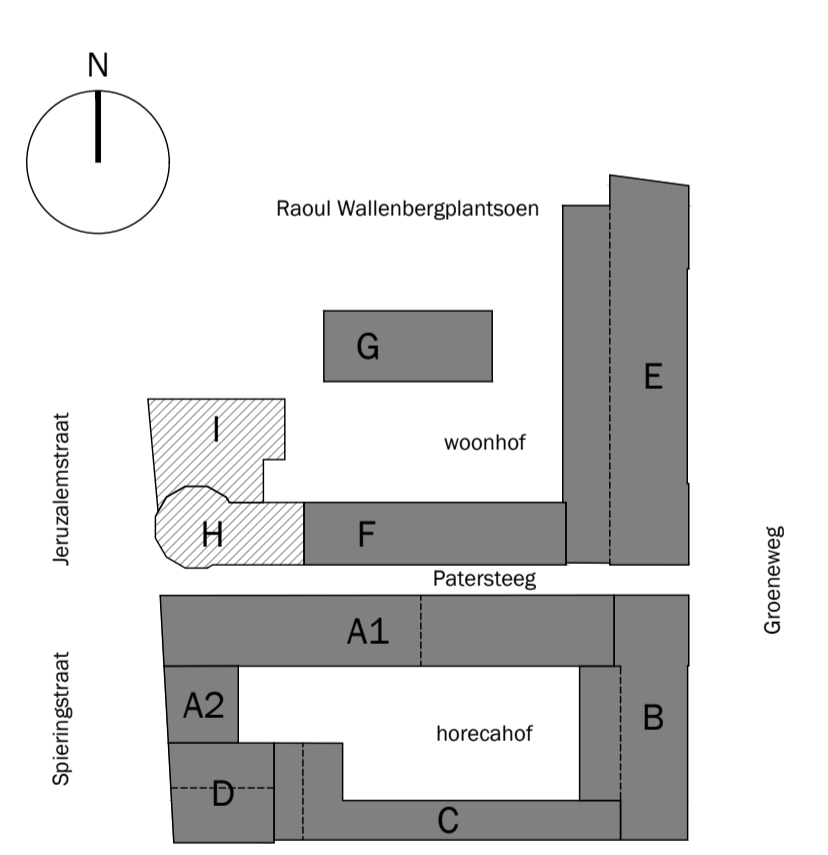 N
Raoul Wallenbergplantsoen
G
E
I
woonhof
Jeruzalemstraat
H
F
Patersteeg
Groeneweg
A1
A2
B
horecahof
Spieringstraat
D
C